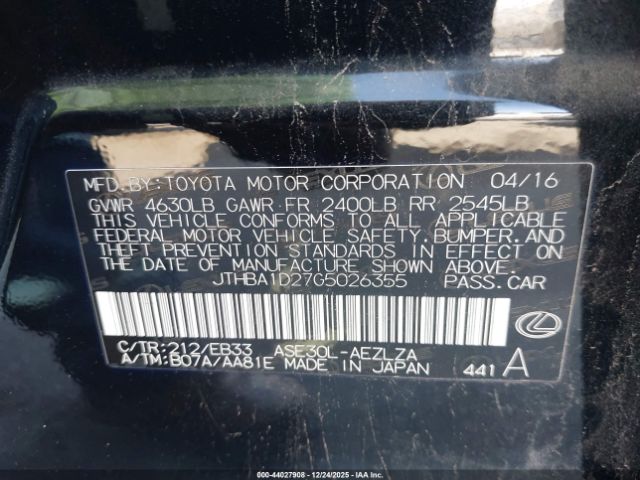 MFD.BY:TOYOTA MOTOR CORPORATION 04/16
GVWR 4630LB GAWR FR 2400LB RR 2545LB
THIS VEHICLE CONFORMS TO ALL APPLICABLE
FEDERAL MOTOR VEHICLE SAFETY,BUMPER,AND
THEFT PREVENTION STANDARDS IN EFFECT ON
THE DATE OF MANUFACTURE SHOWN ABOVE.
JTHBA1D27G5026355 PASS.CAR
C/TR:212/EB33 ASE30L-AEZLZA
A/TM:B07A/AA81E MADE IN JAPAN 441 A
000-44027908 - 12/24/2025 - IAA Inc.